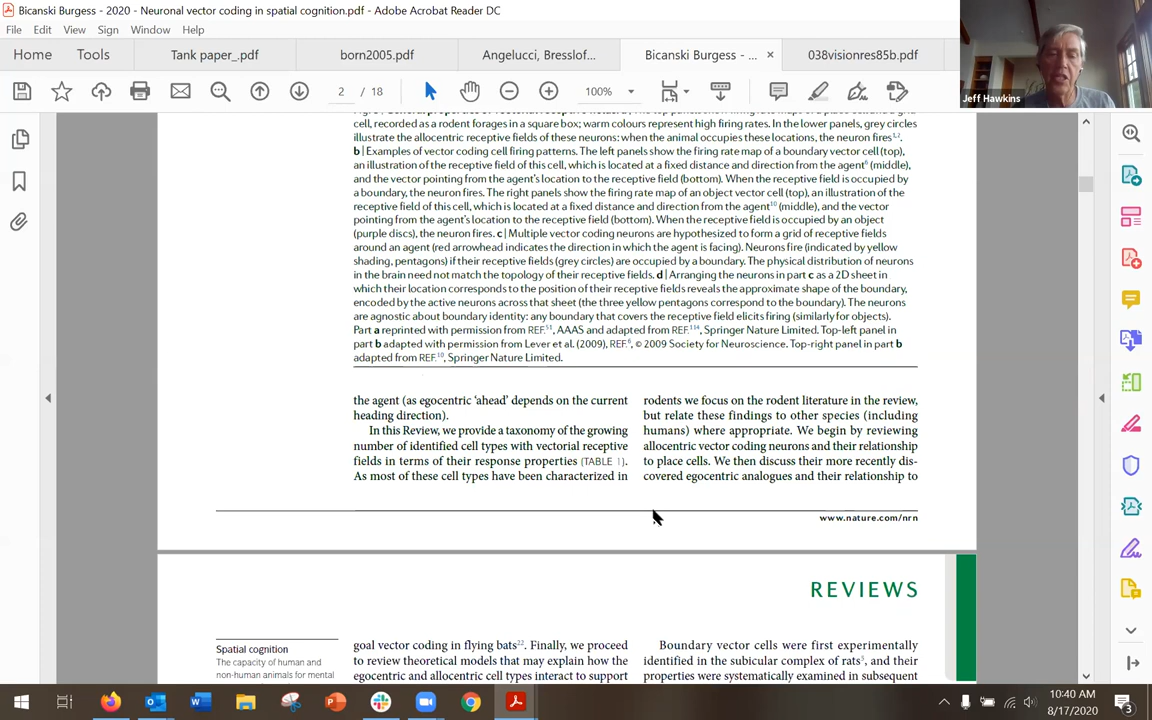 Bicanski Burgess - 2020 - Neuronal vector coding in spatial cognition.pdf - Adobe Acrobat Reader DC
File Edit View Sign Window Help
Home Tools Tank paper_.pdf born2005.pdf Angelucci, Bresslof... Bicanski Burgess - ... × 038visionres85b.pdf
2 / 18 100%
Jeff Hawkins
cell, recorded as a rodent forages in a square box; warm colours represent high firing rates. In the lower panels, grey circles
illustrate the allocentric receptive fields of these neurons: when the animal occupies these locations, the neuron fires1,2.
b | Examples of vector coding cell firing patterns. The left panels show the firing rate map of a boundary vector cell (top),
an illustration of the receptive field of this cell, which is located at a fixed distance and direction from the agent6 (middle),
and the vector pointing from the agent's location to the receptive field (bottom). When the receptive field is occupied by
a boundary, the neuron fires. The right panels show the firing rate map of an object vector cell (top), an illustration of the
receptive field of this cell, which is located at a fixed distance and direction from the agent10 (middle), and the vector
pointing from the agent's location to the receptive field (bottom). When the receptive field is occupied by an object
(purple discs), the neuron fires. c | Multiple vector coding neurons are hypothesized to form a grid of receptive fields
around an agent (red arrowhead indicates the direction in which the agent is facing). Neurons fire (indicated by yellow
shading, pentagons) if their receptive fields (grey circles) are occupied by a boundary. The physical distribution of neurons
in the brain need not match the topology of their receptive fields. d | Arranging the neurons in part c as a 2D sheet in
which their location corresponds to the position of their receptive fields reveals the approximate shape of the boundary,
encoded by the active neurons across that sheet (the three yellow pentagons correspond to the boundary). The neurons
are agnostic about boundary identity: any boundary that covers the receptive field elicits firing (similarly for objects).
Part a reprinted with permission from REF.51, AAAS and adapted from REF.114, Springer Nature Limited. Top-left panel in
part b adapted with permission from Lever et al. (2009), REF.6, © 2009 Society for Neuroscience. Top-right panel in part b
adapted from REF.10, Springer Nature Limited.
the agent (as egocentric 'ahead' depends on the current
heading direction).
In this Review, we provide a taxonomy of the growing
number of identified cell types with vectorial receptive
fields in terms of their response properties (TABLE 1).
As most of these cell types have been characterized in
rodents we focus on the rodent literature in the review,
but relate these findings to other species (including
humans) where appropriate. We begin by reviewing
allocentric vector coding neurons and their relationship
to place cells. We then discuss their more recently dis-
covered egocentric analogues and their relationship to
www.nature.com/nrn
REVIEWS
Spatial cognition
The capacity of human and
non-human animals for mental
goal vector coding in flying bats22. Finally, we proceed
to review theoretical models that may explain how the
egocentric and allocentric cell types interact to support
Boundary vector cells were first experimentally
identified in the subicular complex of rats5, and their
properties were systematically examined in subsequent
10:40 AM
8/17/2020
3